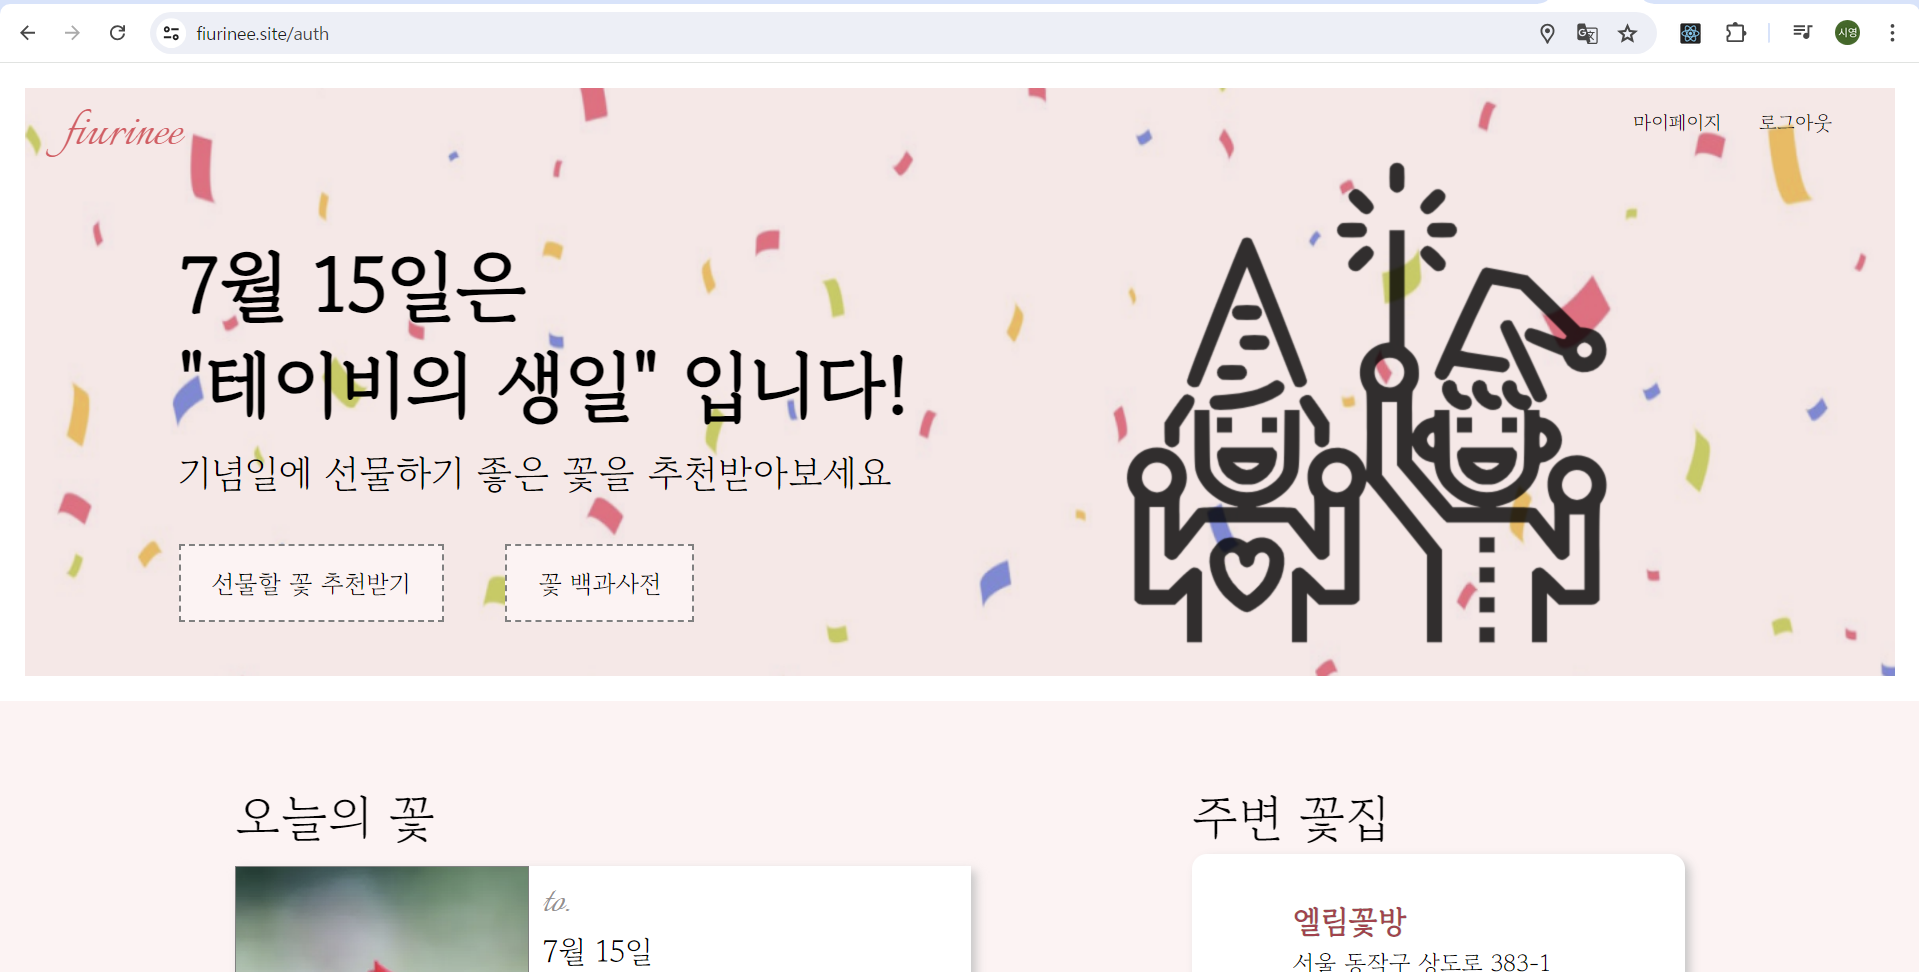 fiurinee.site/auth
시영
fiurinee
마이페이지
로그아웃
7월 15일은
"테이비의 생일" 입니다!
기념일에 선물하기 좋은 꽃을 추천받아보세요
선물할 꽃 추천받기
꽃 백과사전
오늘의 꽃
to.
7월 15일
주변 꽃집
엘림꽃방
서울 동작구 상도로 383-1